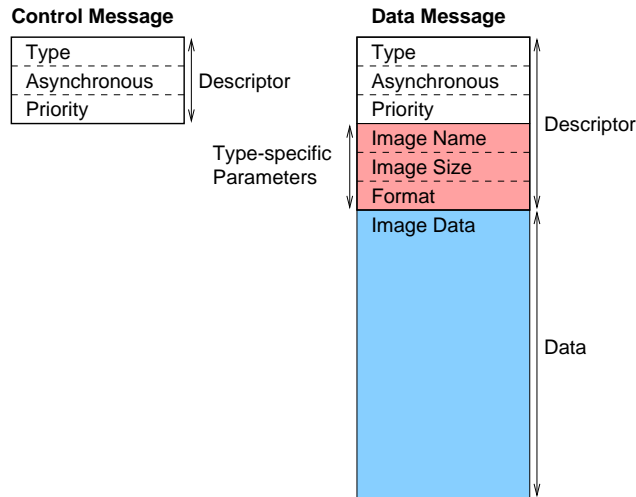 Control Message
Type
Asynchronous
Priority
Descriptor
Data Message
Type
Asynchronous
Priority
Image Name
Image Size
Format
Image Data
Type-specific
Parameters
Descriptor
Data